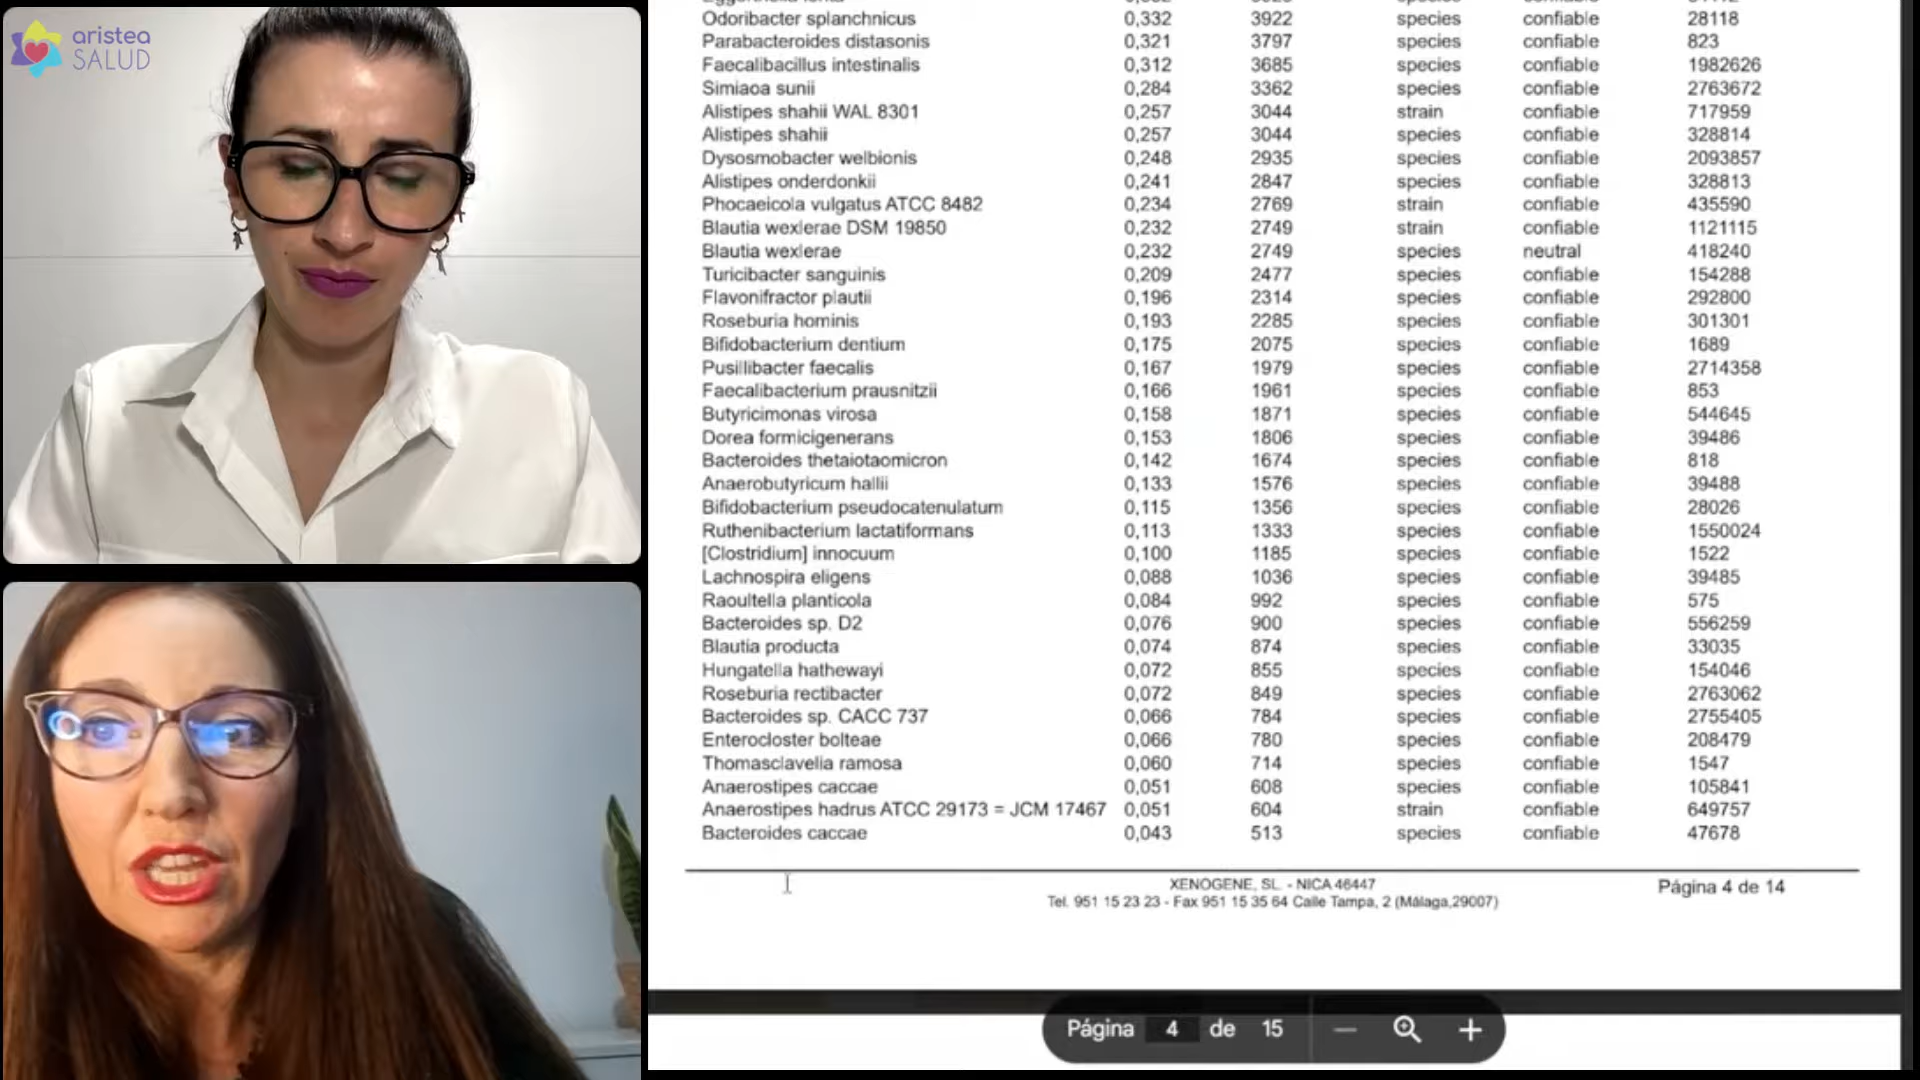 aristea
SALUD
Odoribacter splanchnicus 0,332 3922 species confiable 28118
Parabacteroides distasonis 0,321 3797 species confiable 823
Faecalibacillus intestinalis 0,312 3685 species confiable 1982626
Simiaoa sunii 0,284 3362 species confiable 2763672
Alistipes shahii WAL 8301 0,257 3044 strain confiable 717959
Alistipes shahii 0,257 3044 species confiable 328814
Dysosmobacter welbionis 0,248 2935 species confiable 2093857
Alistipes onderdonkii 0,241 2847 species confiable 328813
Phocaeicola vulgatus ATCC 8482 0,234 2769 strain confiable 435590
Blautia wexlerae DSM 19850 0,232 2749 strain confiable 1121115
Blautia wexlerae 0,232 2749 species neutral 418240
Turicibacter sanguinis 0,209 2477 species confiable 154288
Flavonifractor plautii 0,196 2314 species confiable 292800
Roseburia hominis 0,193 2285 species confiable 301301
Bifidobacterium dentium 0,175 2075 species confiable 1689
Pusillibacter faecalis 0,167 1979 species confiable 2714358
Faecalibacterium prausnitzii 0,166 1961 species confiable 853
Butyricimonas virosa 0,158 1871 species confiable 544645
Dorea formicigenerans 0,153 1806 species confiable 39486
Bacteroides thetaiotaomicron 0,142 1674 species confiable 818
Anaerobutyricum hallii 0,133 1576 species confiable 39488
Bifidobacterium pseudocatenulatum 0,115 1356 species confiable 28026
Ruthenibacterium lactatiformans 0,113 1333 species confiable 1550024
[Clostridium] innocuum 0,100 1185 species confiable 1522
Lachnospira eligens 0,088 1036 species confiable 39485
Raoultella planticola 0,084 992 species confiable 575
Bacteroides sp. D2 0,076 900 species confiable 556259
Blautia producta 0,074 874 species confiable 33035
Hungatella hathewayi 0,072 855 species confiable 154046
Roseburia rectibacter 0,072 849 species confiable 2763062
Bacteroides sp. CACC 737 0,066 784 species confiable 2755405
Enterocloster bolteae 0,066 780 species confiable 208479
Thomasclavelia ramosa 0,060 714 species confiable 1547
Anaerostipes caccae 0,051 608 species confiable 105841
Anaerostipes hadrus ATCC 29173 = JCM 17467 0,051 604 strain confiable 649757
Bacteroides caccae 0,043 513 species confiable 47678
XENOGENE, SL. - NICA 46447
Tel. 951 15 23 23 - Fax 951 15 35 64 Calle Tampa, 2 (Málaga,29007)
Página 4 de 14
Página 4 de 15